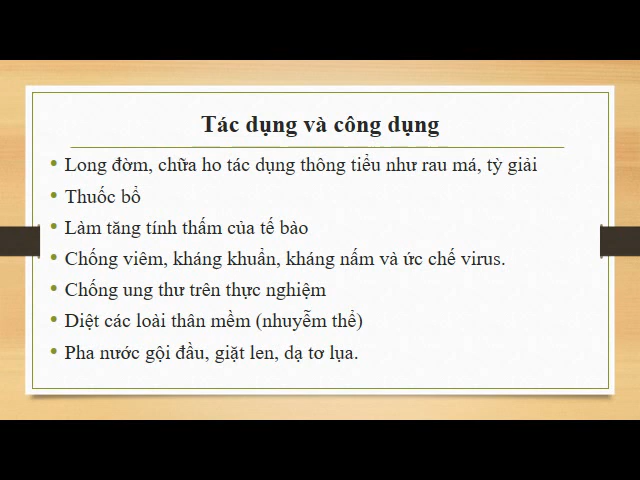 Tác dụng và công dụng
• Long đờm, chữa ho tác dụng thông tiểu như rau má, tỳ giải
• Thuốc bổ
• Làm tăng tính thấm của tế bào
• Chống viêm, kháng khuẩn, kháng nấm và ức chế virus.
• Chống ung thư trên thực nghiệm
• Diệt các loài thân mềm (nhuyễm thể)
• Pha nước gội đầu, giặt len, dạ tơ lụa.